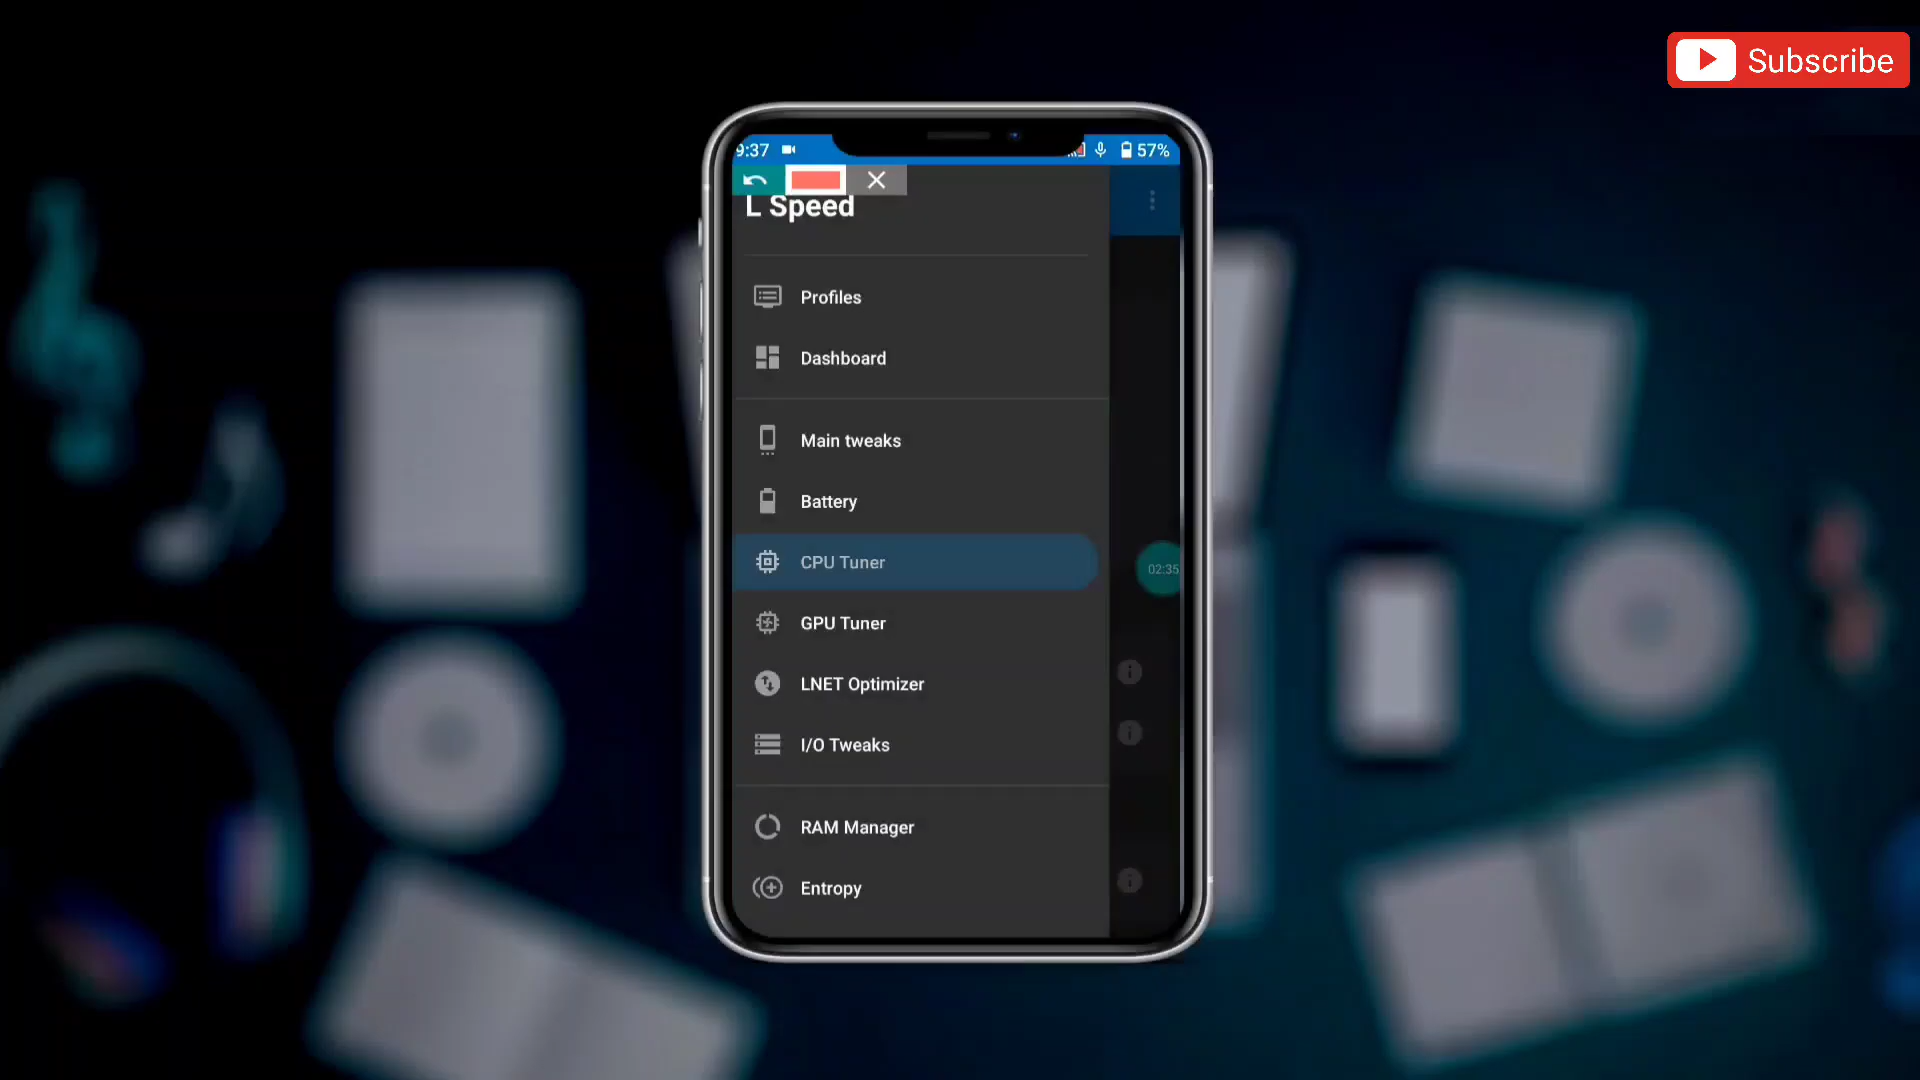 Subscribe
9:37
57%
L Speed
Profiles
Dashboard
Main tweaks
Battery
CPU Tuner
02:35
GPU Tuner
LNET Optimizer
I/O Tweaks
RAM Manager
Entropy